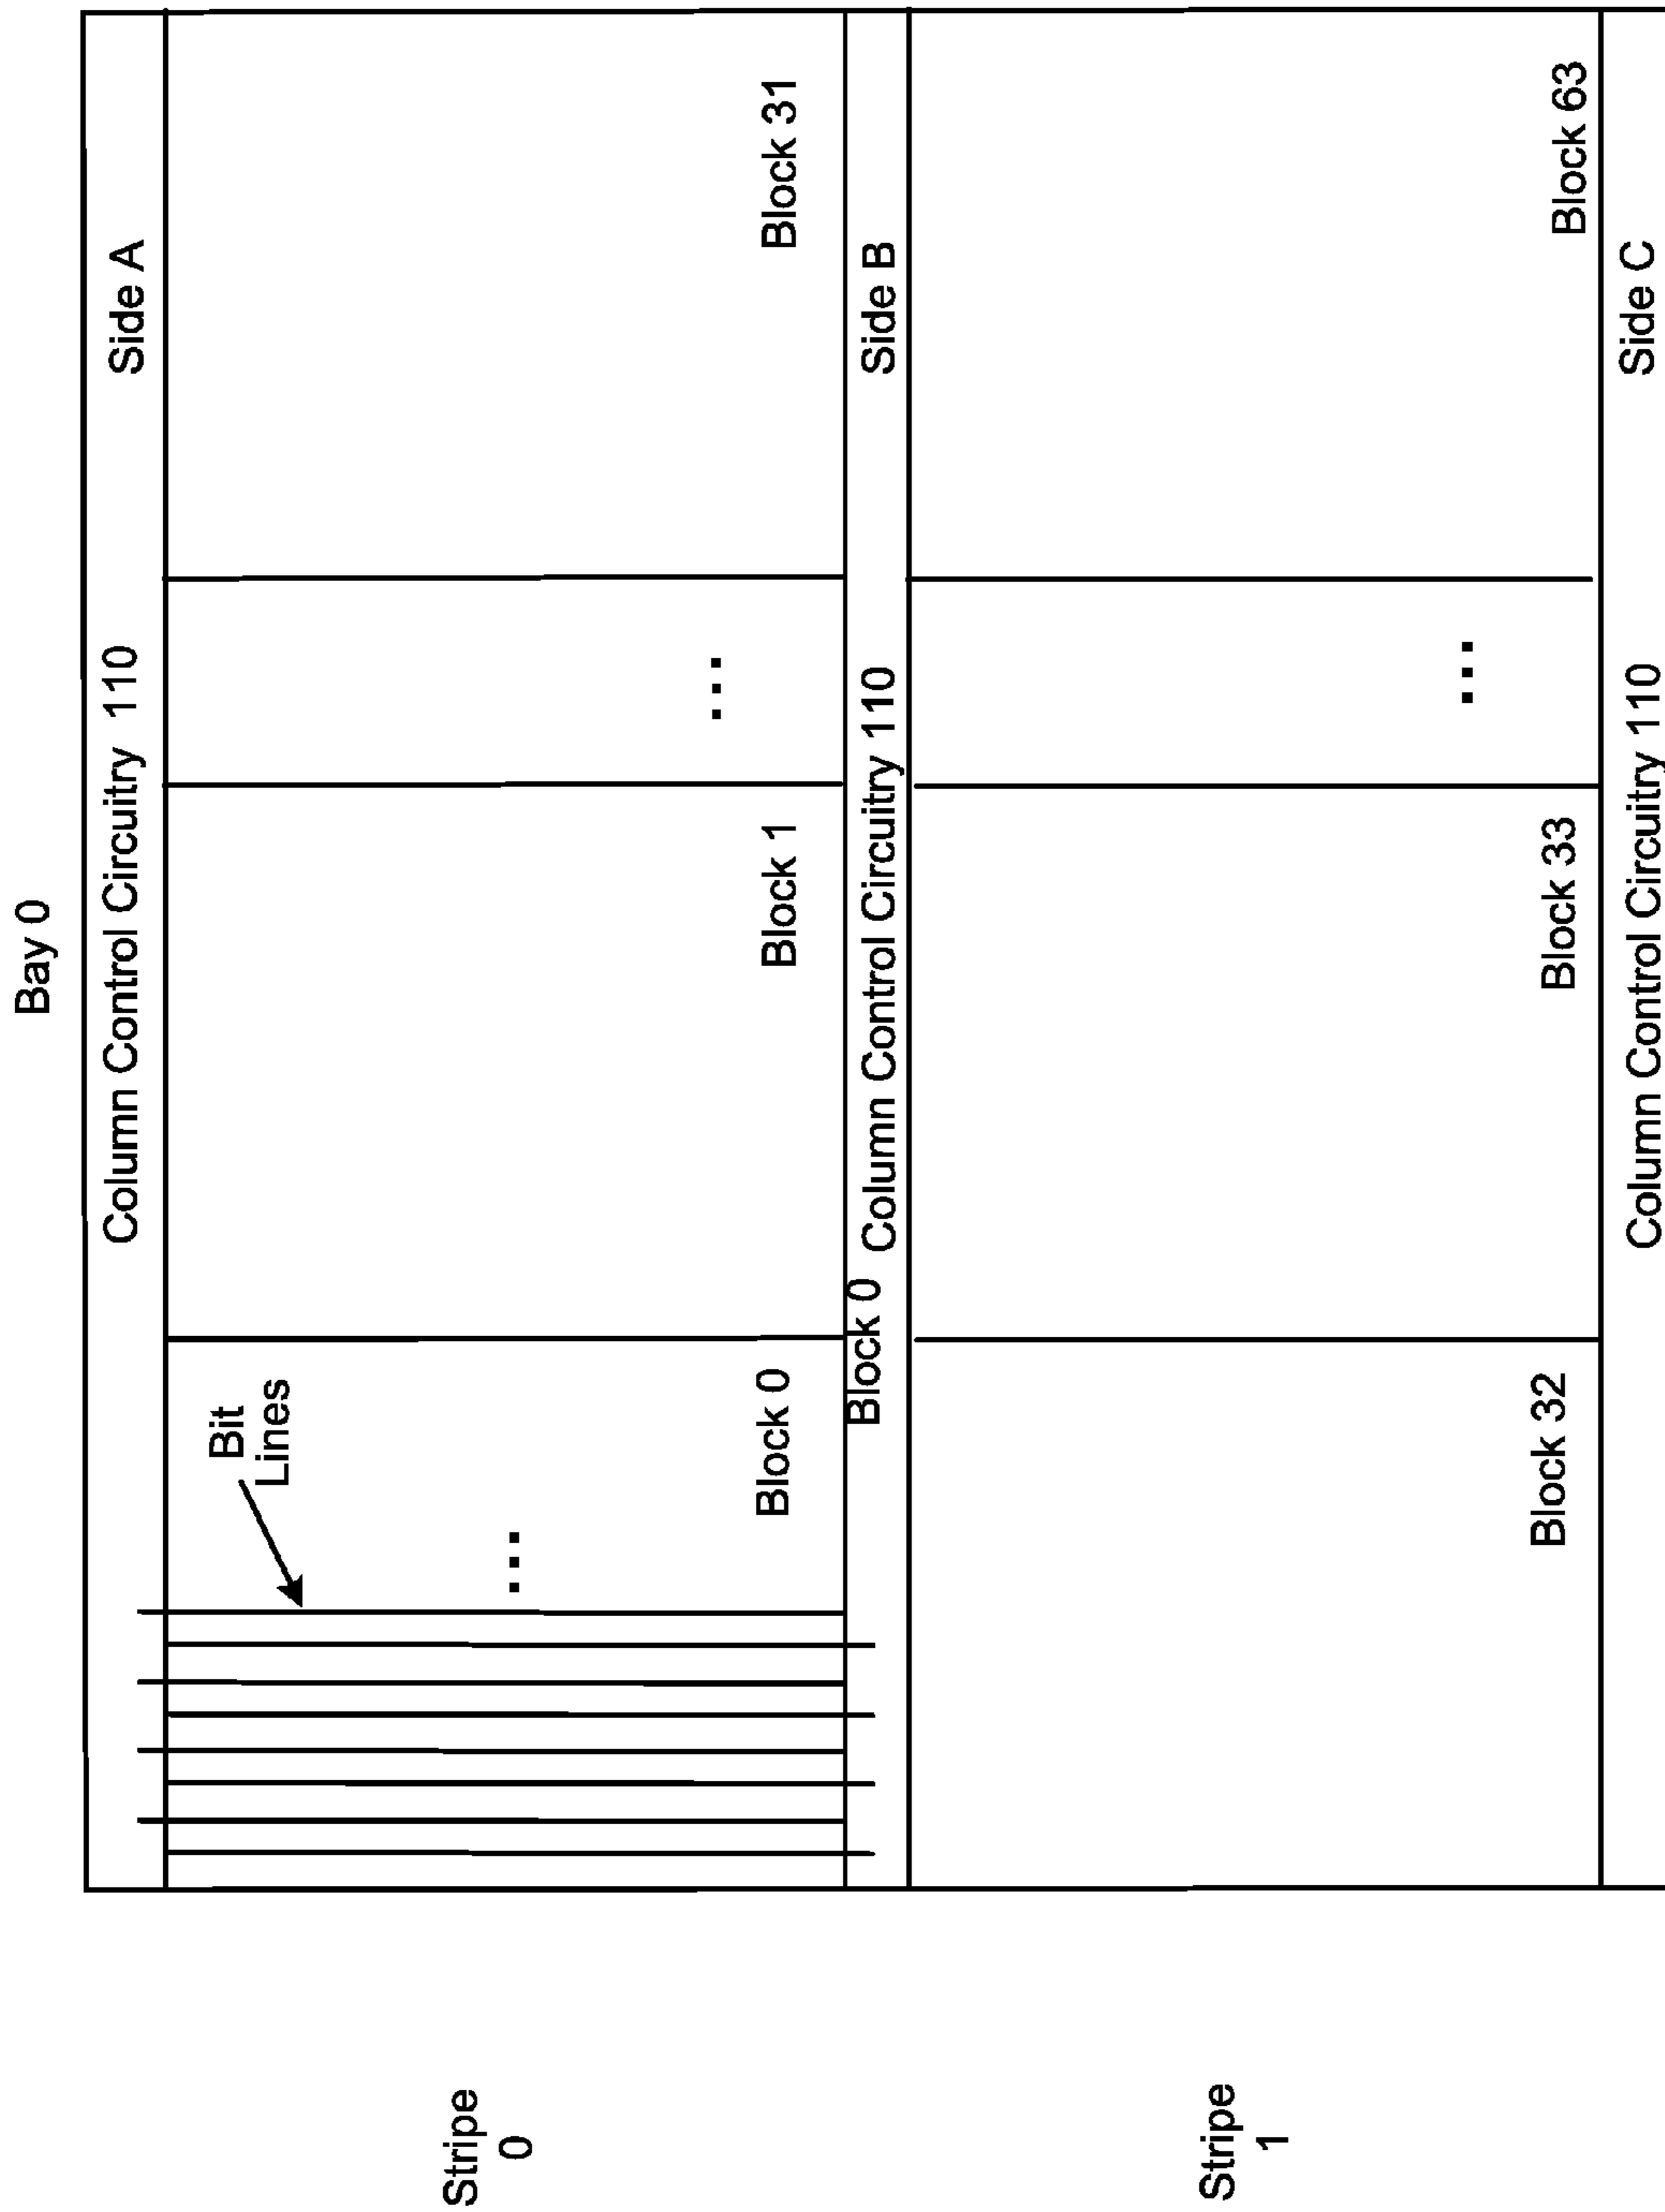 Bay 0
Column Control Circuitry 110
Side A
Stripe
0
Bit
Lines
...
...
Block 0
Block 1
Block 31
Block 0
Column Control Circuitry 110
Side B
Stripe
1
...
Block 32
Block 33
Block 63
Column Control Circuitry 110
Side C